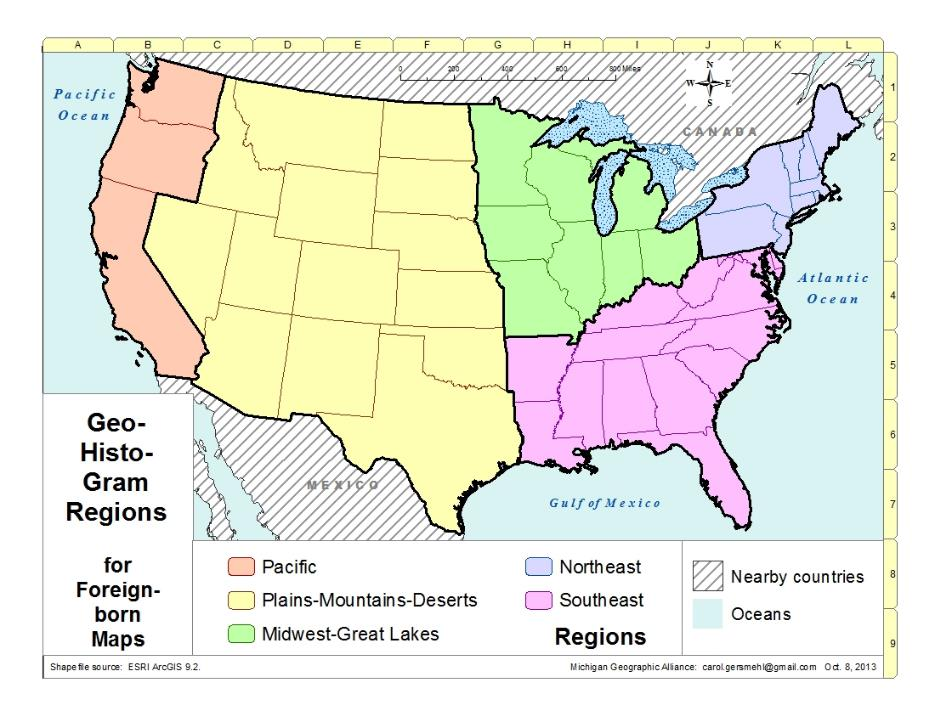 A B C D E F G H I J K L
1
2
3
4
5
6
7
8
9
0 200 400 600 800 Miles
N
W E
S
Pacific
Ocean
CANADA
Atlantic
Ocean
MEXICO
Gulf of Mexico
Geo-
Histo-
Gram
Regions
for
Foreign-
born
Maps
Pacific
Plains-Mountains-Deserts
Midwest-Great Lakes
Northeast
Southeast
Regions
Nearby countries
Oceans
Shapefile source: ESRI ArcGIS 9.2.
Michigan Geographic Alliance: carol.gersmehl@gmail.com Oct. 8, 2013